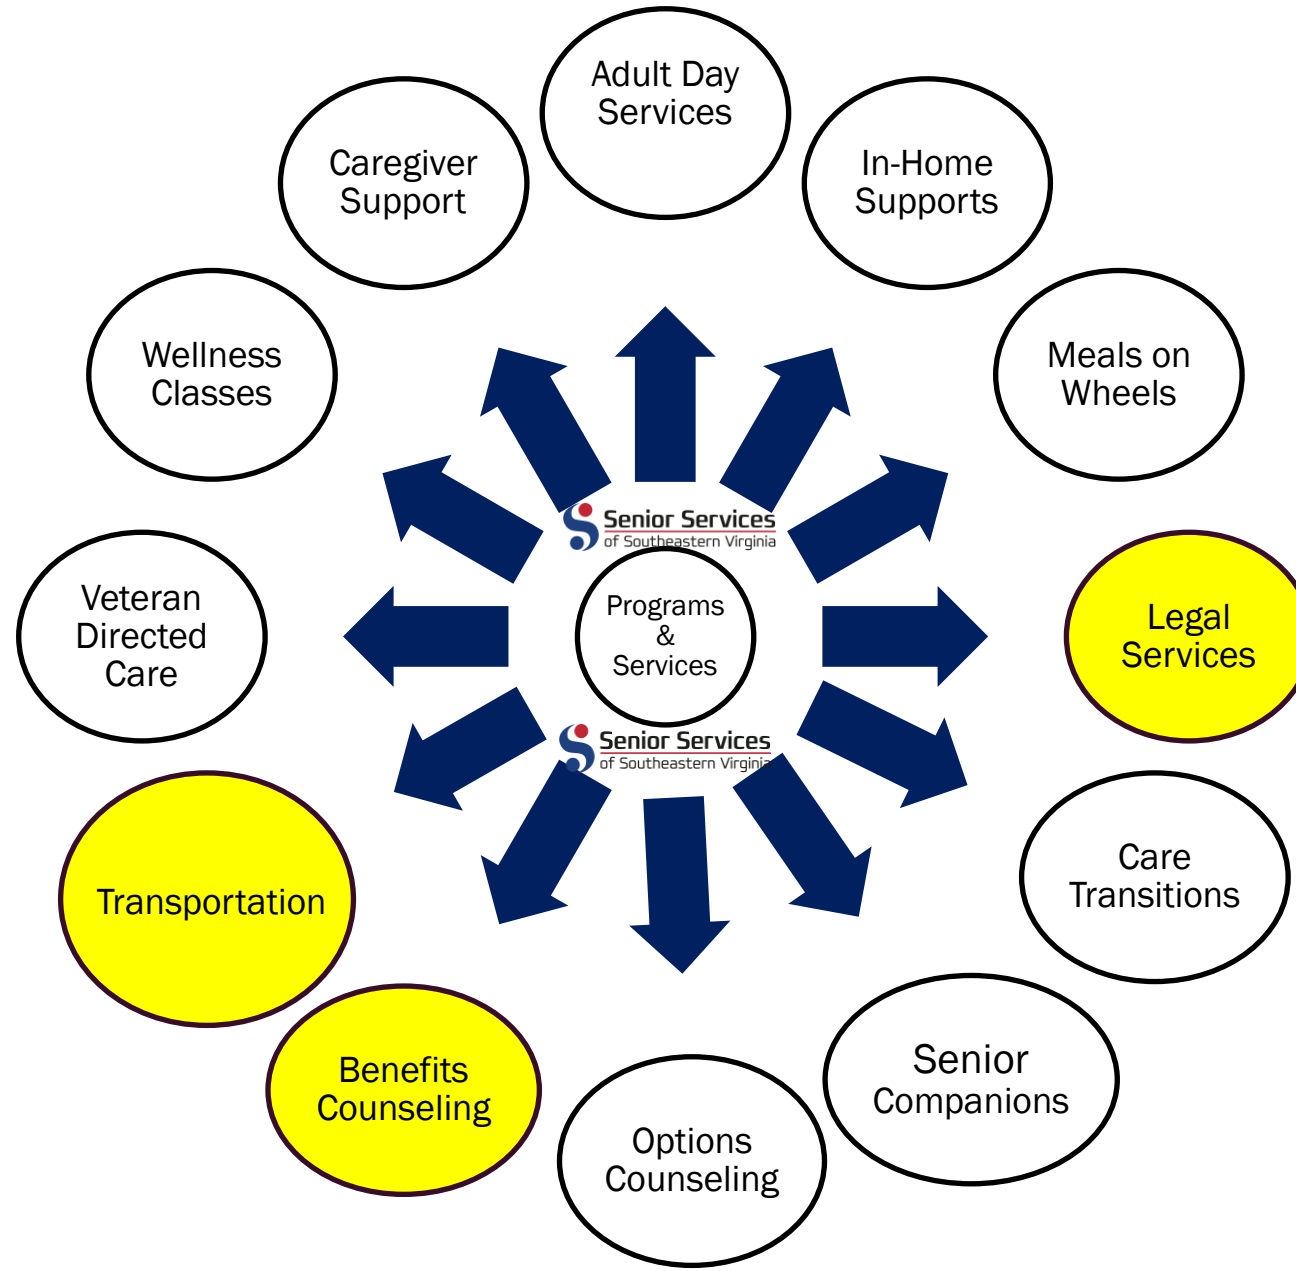 Adult Day
Services
In-Home
Supports
Meals on
Wheels
Legal
Services
Care
Transitions
Senior
Companions
Options
Counseling
Benefits
Counseling
Transportation
Veteran
Directed
Care
Wellness
Classes
Caregiver
Support
Senior Services
of Southeastern Virginia
Programs
&
Services
Senior Services
of Southeastern Virginia